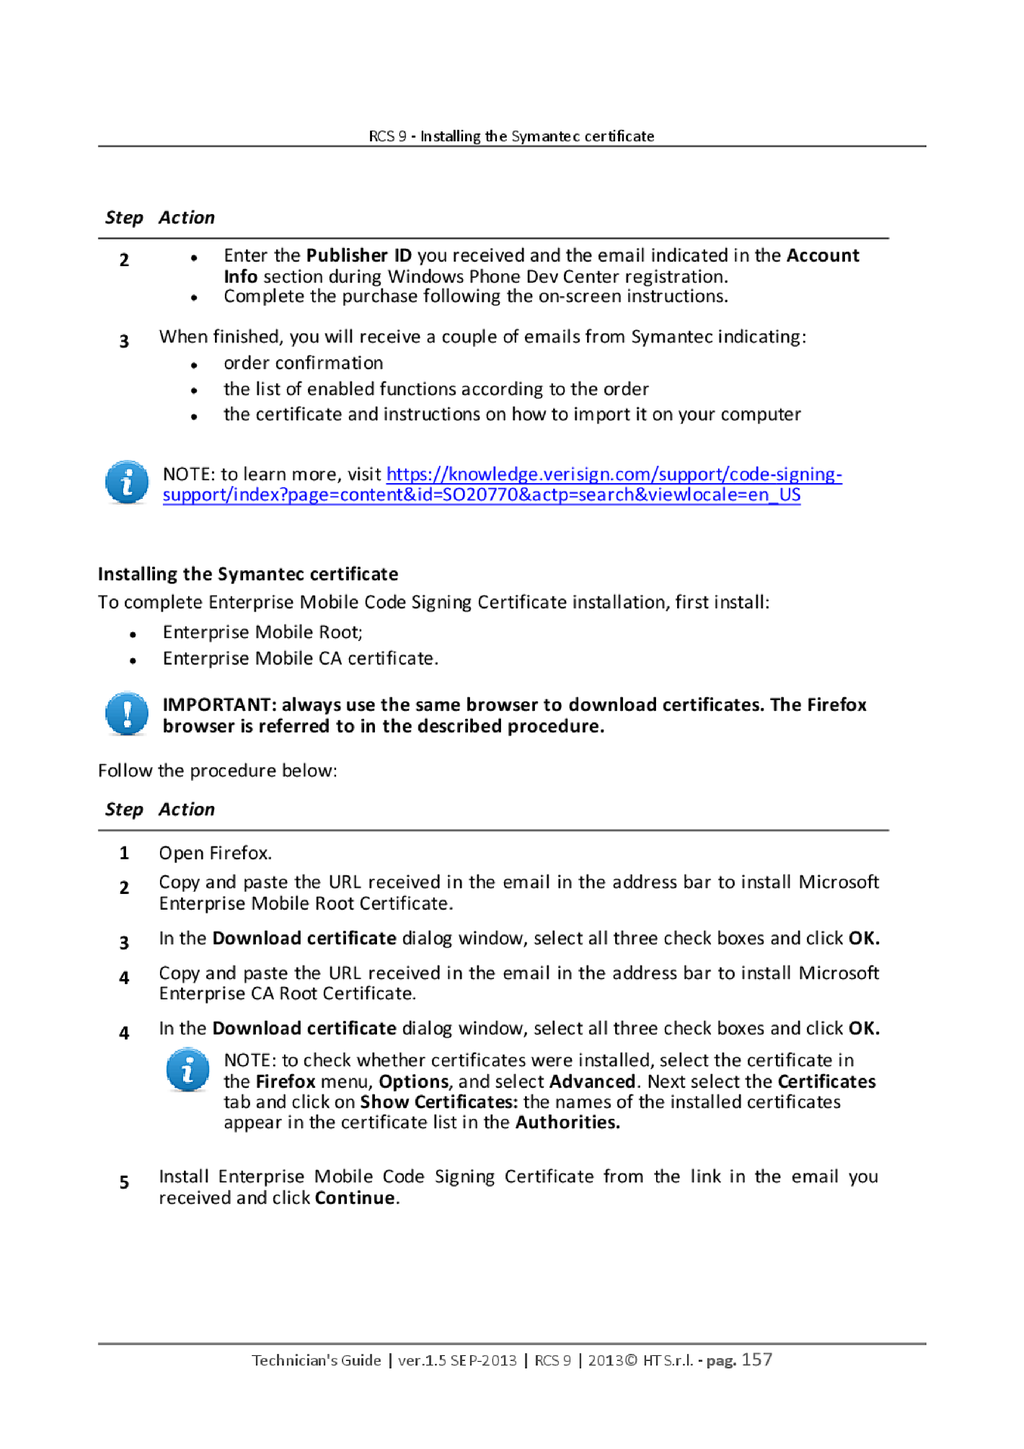 RCS 9 - Installing the Symantec certificate
Step Action
2 • Enter the Publisher ID you received and the email indicated in the Account
Info section during Windows Phone Dev Center registration.
• Complete the purchase following the on-screen instructions.
3 When finished, you will receive a couple of emails from Symantec indicating:
• order confirmation
• the list of enabled functions according to the order
• the certificate and instructions on how to import it on your computer
NOTE: to learn more, visit https://knowledge.verisign.com/support/code-signing-
support/index?page=content&id=SO20770&actp=search&viewlocale=en_US
Installing the Symantec certificate
To complete Enterprise Mobile Code Signing Certificate installation, first install:
• Enterprise Mobile Root;
• Enterprise Mobile CA certificate.
IMPORTANT: always use the same browser to download certificates. The Firefox
browser is referred to in the described procedure.
Follow the procedure below:
Step Action
1 Open Firefox.
2 Copy and paste the URL received in the email in the address bar to install Microsoft
Enterprise Mobile Root Certificate.
3 In the Download certificate dialog window, select all three check boxes and click OK.
4 Copy and paste the URL received in the email in the address bar to install Microsoft
Enterprise CA Root Certificate.
4 In the Download certificate dialog window, select all three check boxes and click OK.
NOTE: to check whether certificates were installed, select the certificate in
the Firefox menu, Options, and select Advanced. Next select the Certificates
tab and click on Show Certificates: the names of the installed certificates
appear in the certificate list in the Authorities.
5 Install Enterprise Mobile Code Signing Certificate from the link in the email you
received and click Continue.
Technician's Guide | ver.1.5 SEP-2013 | RCS 9 | 2013© HT S.r.l. - pag. 157